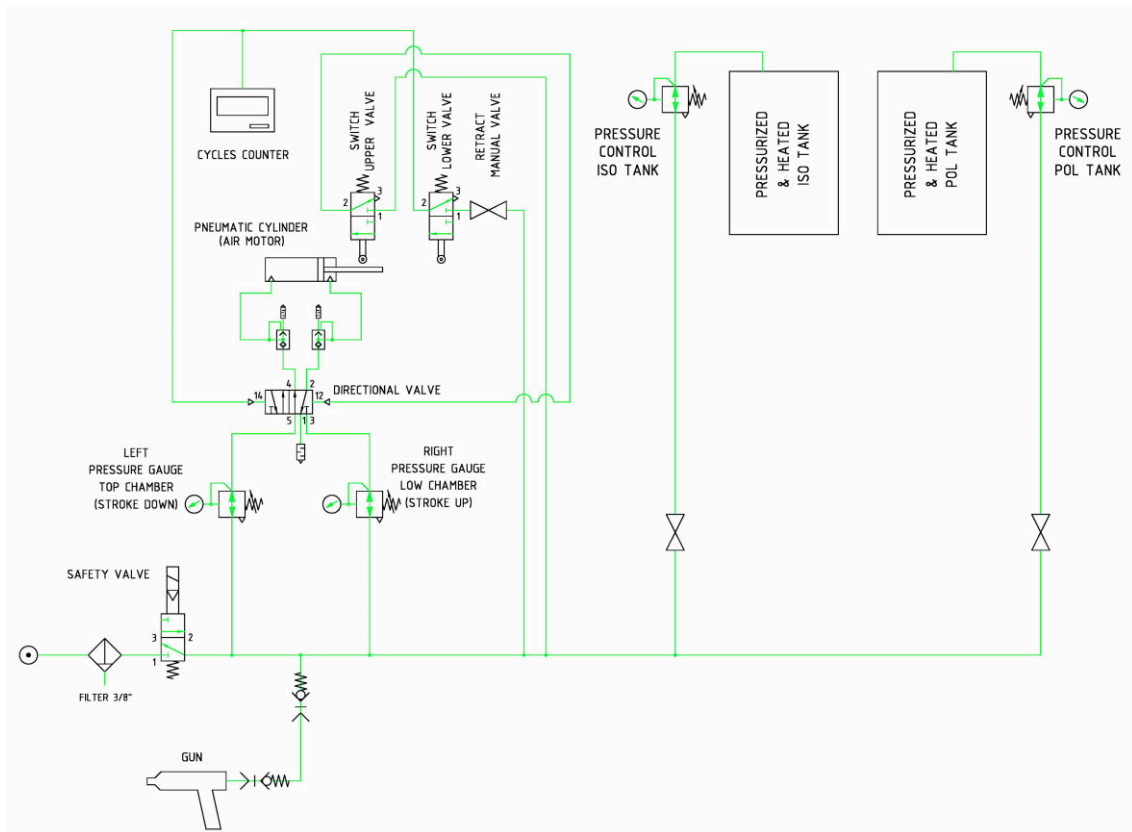 CYCLES COUNTER
SWITCH
UPPER VALVE
SWITCH
LOWER VALVE
RETRACT
MANUAL VALVE
2
3
1
2
3
1
PNEUMATIC CYLINDER
(AIR MOTOR)
PRESSURE
CONTROL
ISO TANK
PRESSURIZED
& HEATED
ISO TANK
PRESSURIZED
& HEATED
POL TANK
PRESSURE
CONTROL
POL TANK
4
2
14
12
DIRECTIONAL VALVE
5
1
3
LEFT
PRESSURE GAUGE
TOP CHAMBER
(STROKE DOWN)
RIGHT
PRESSURE GAUGE
LOW CHAMBER
(STROKE UP)
SAFETY VALVE
3
2
1
FILTER 3/8"
GUN